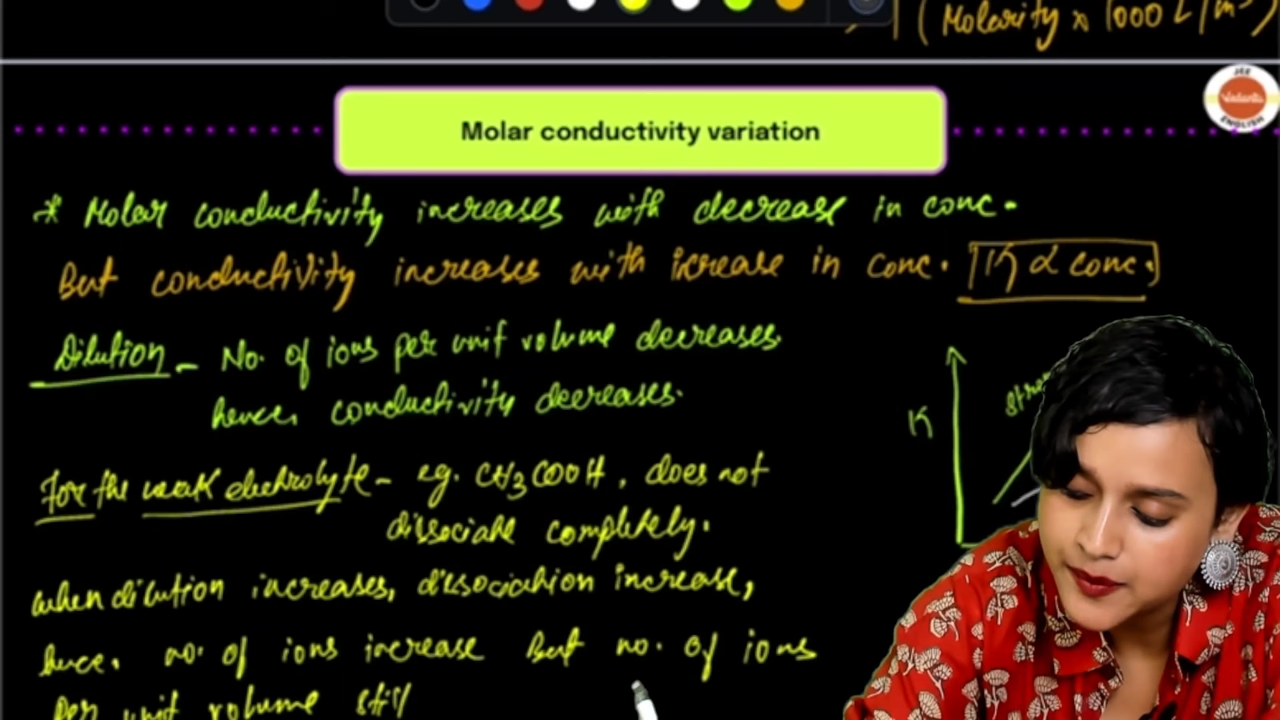 (Molarity × 1000 L/m³)
JEE
Vedantu
ENGLISH
Molar conductivity variation
* Molar conductivity increases with decrease in conc.
But conductivity increases with increase in conc. K ∝ conc.
Dilution - No. of ions per unit volume decreases.
hence, conductivity decreases.
K
For the weak electrolyte - eg. CH3COOH, does not
dissociate completely.
when dilution increases, dissociation increase,
hence, no. of ions increase But no. of ions
Per unit volume still